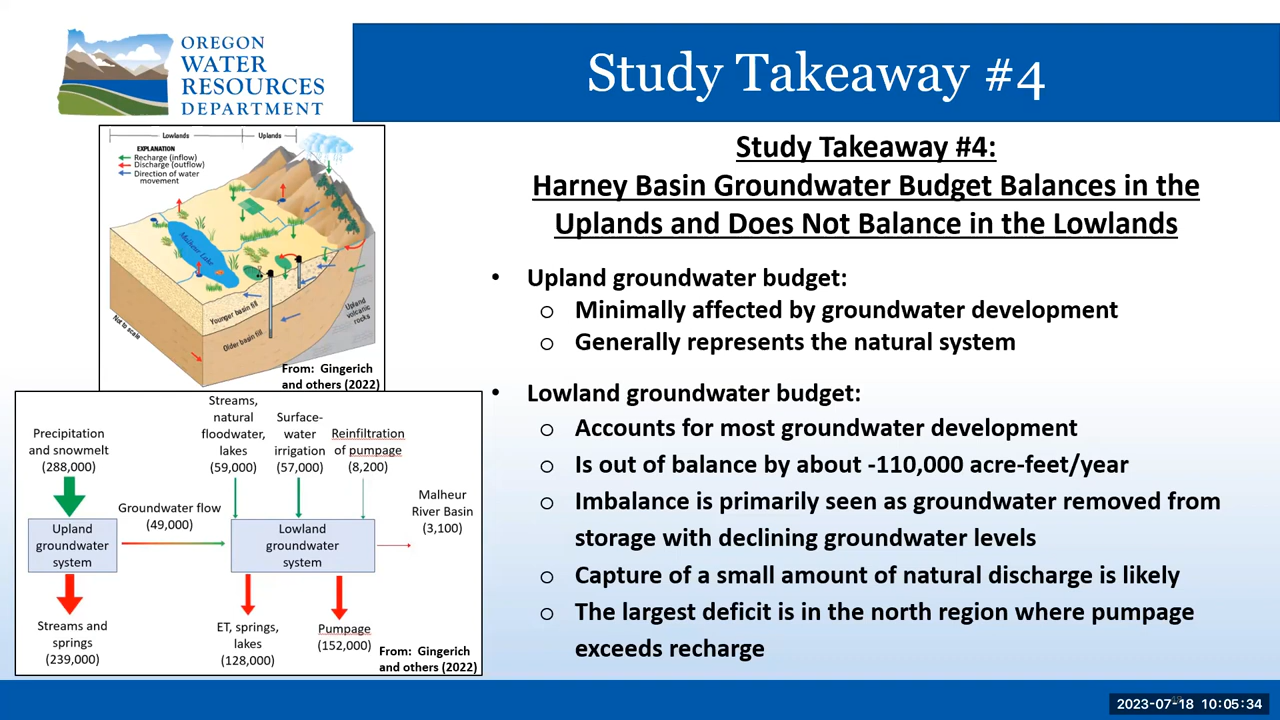 OREGON
WATER
RESOURCES
DEPARTMENT
Study Takeaway #4
Lowlands
Uplands
EXPLANATION
Recharge (inflow)
Discharge (outflow)
Direction of water
movement
Malheur Lake
Younger basin fill
Older basin fill
Upland
volcanic
rocks
Not to scale
From: Gingerich
and others (2022)
Precipitation
and snowmelt
(288,000)
Streams,
natural
floodwater,
lakes
(59,000)
Surface-
water
irrigation
(57,000)
Reinfiltration
of pumpage
(8,200)
Groundwater flow
(49,000)
Malheur
River Basin
(3,100)
Upland
groundwater
system
Lowland
groundwater
system
Streams and
springs
(239,000)
ET, springs,
lakes
(128,000)
Pumpage
(152,000)
From: Gingerich
and others (2022)
Study Takeaway #4:
Harney Basin Groundwater Budget Balances in the
Uplands and Does Not Balance in the Lowlands
• Upland groundwater budget:
o Minimally affected by groundwater development
o Generally represents the natural system
• Lowland groundwater budget:
o Accounts for most groundwater development
o Is out of balance by about -110,000 acre-feet/year
o Imbalance is primarily seen as groundwater removed from
storage with declining groundwater levels
o Capture of a small amount of natural discharge is likely
o The largest deficit is in the north region where pumpage
exceeds recharge
2023-07-18 10:05:34